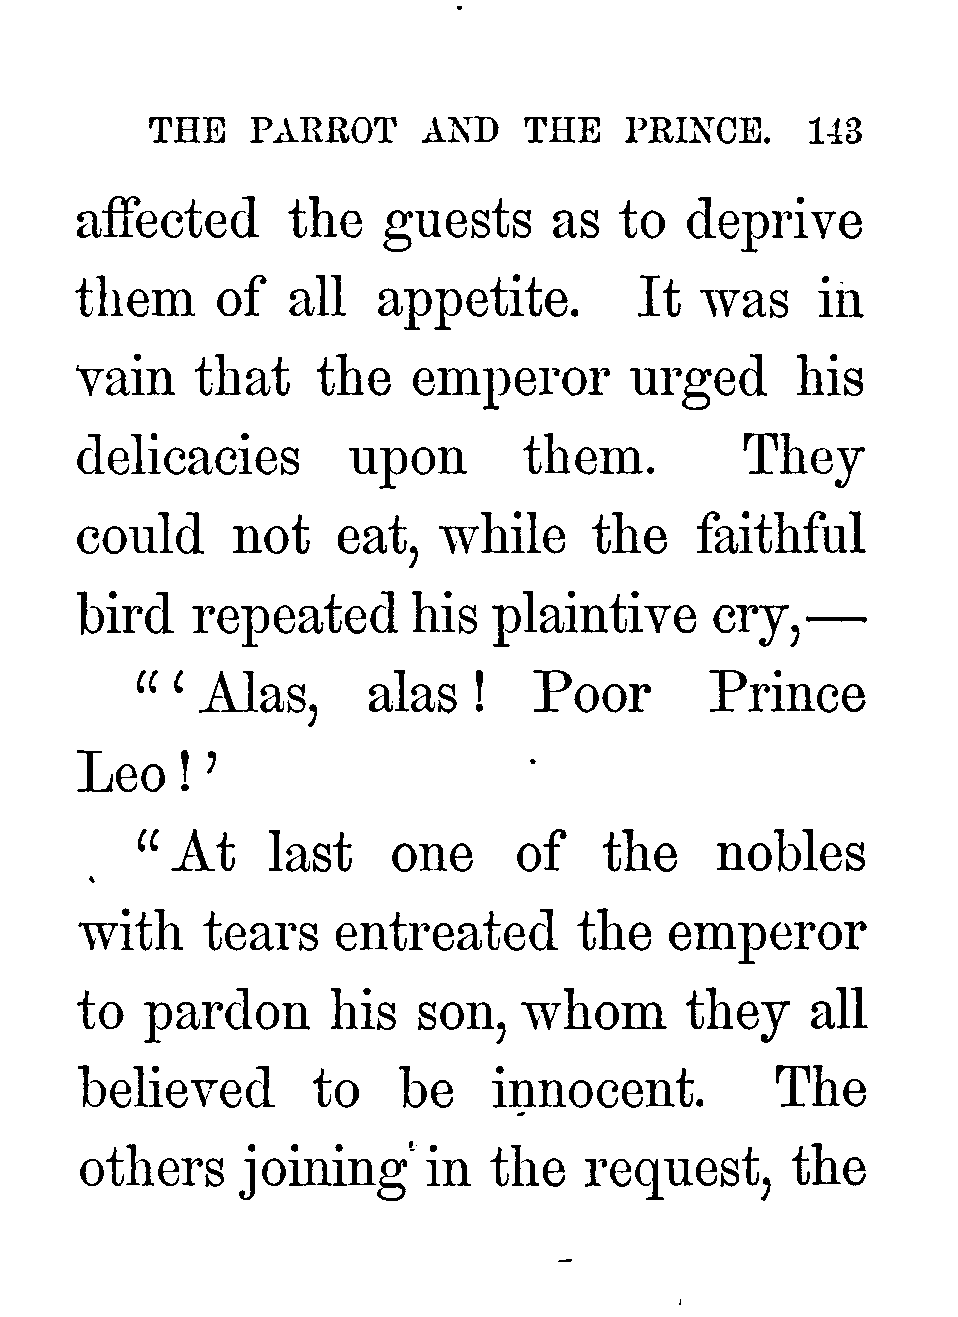 THE PARROT AND THE PRINCE. 143
affected the guests as to deprive
them of all appetite. It was in
vain that the emperor urged his
delicacies upon them. They
could not eat, while the faithful
bird repeated his plaintive cry,—
"'Alas, alas! Poor Prince
Leo!'
"At last one of the nobles
with tears entreated the emperor
to pardon his son, whom they all
believed to be innocent. The
others joining in the request, the